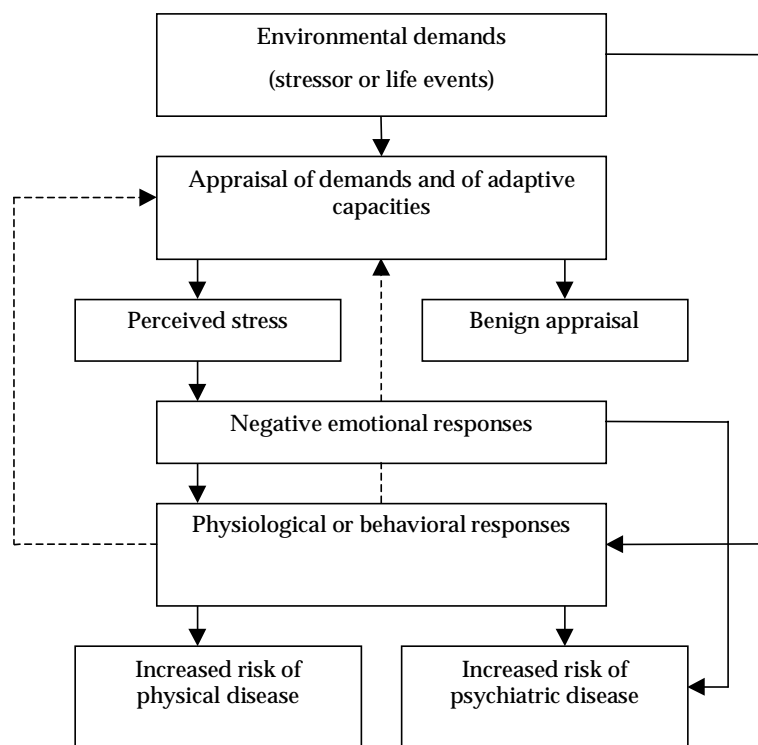 Environmental demands
(stressor or life events)
Appraisal of demands and of adaptive
capacities
Perceived stress
Benign appraisal
Negative emotional responses
Physiological or behavioral responses
Increased risk of
physical disease
Increased risk of
psychiatric disease